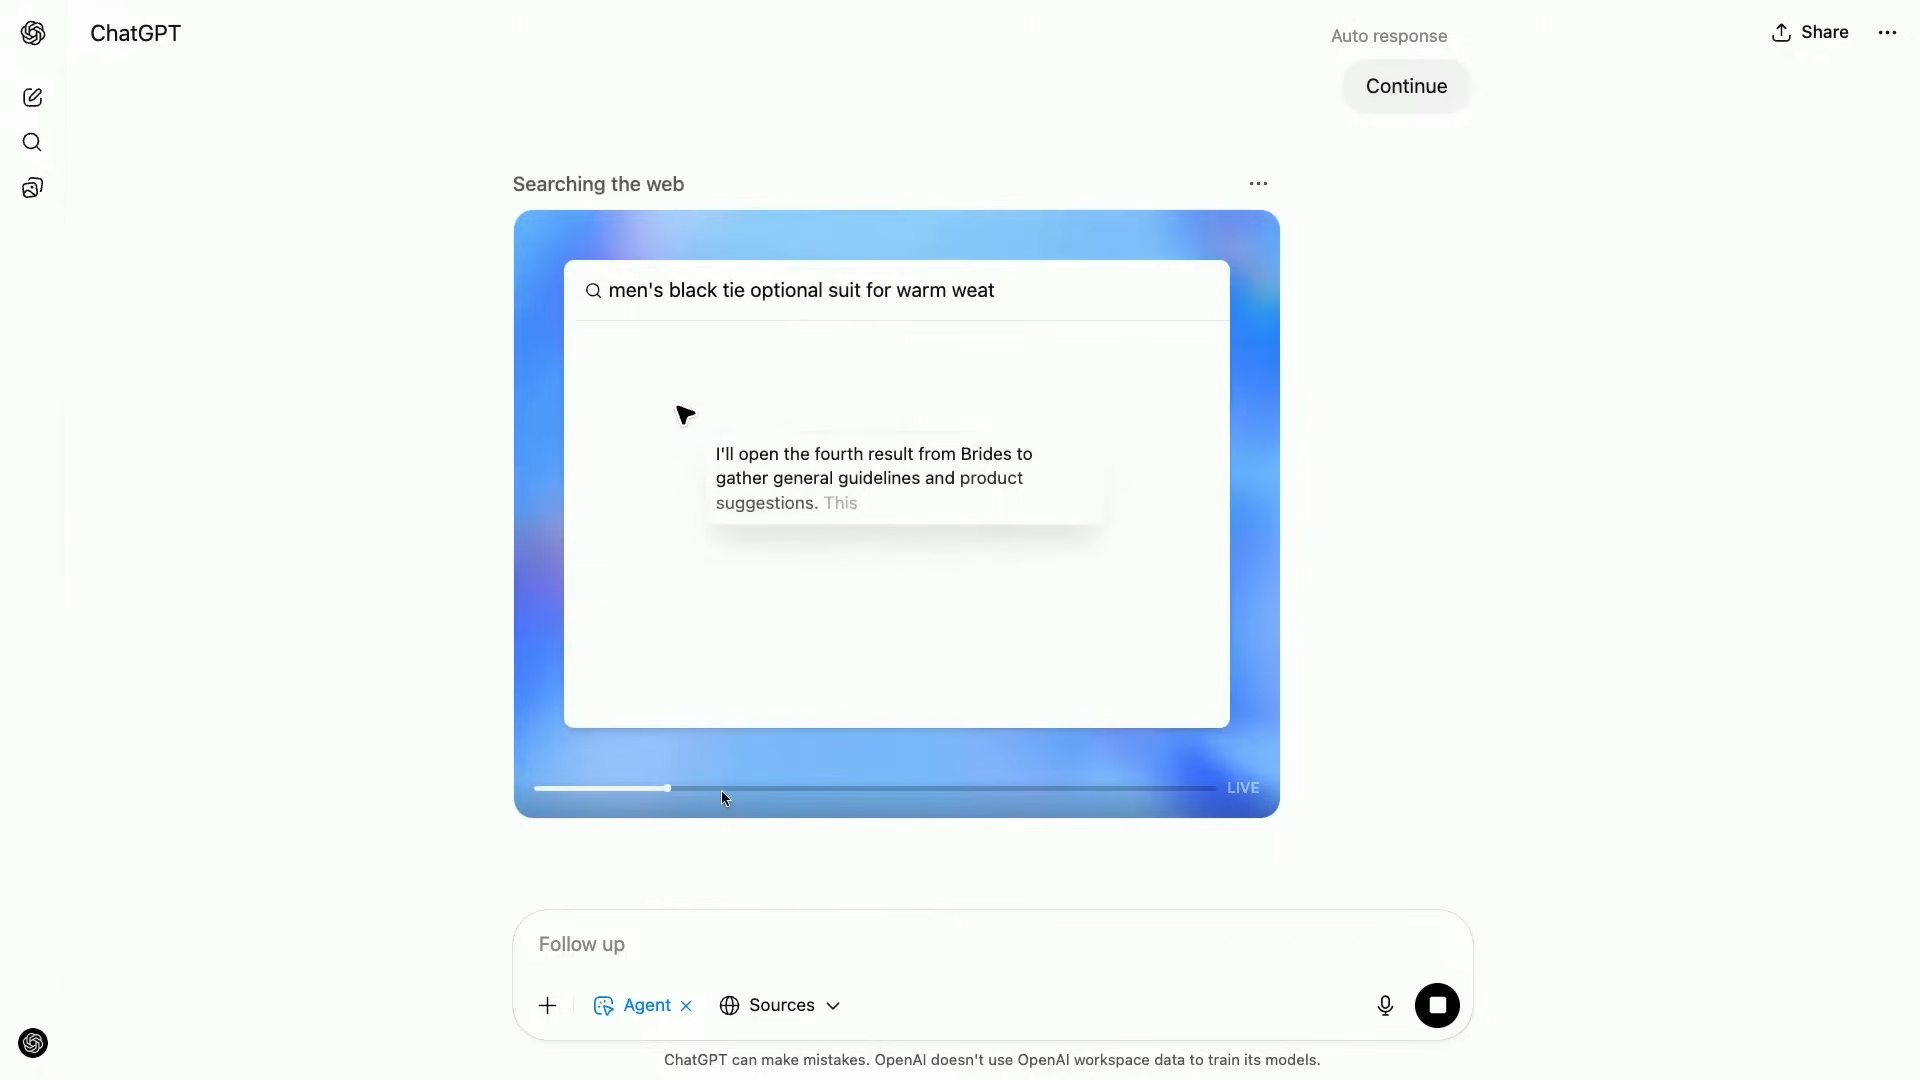 ChatGPT
Auto response
Share
Continue
Searching the web
men's black tie optional suit for warm weat
I'll open the fourth result from Brides to
gather general guidelines and product
suggestions. This
LIVE
Follow up
Agent
Sources
ChatGPT can make mistakes. OpenAI doesn't use OpenAI workspace data to train its models.